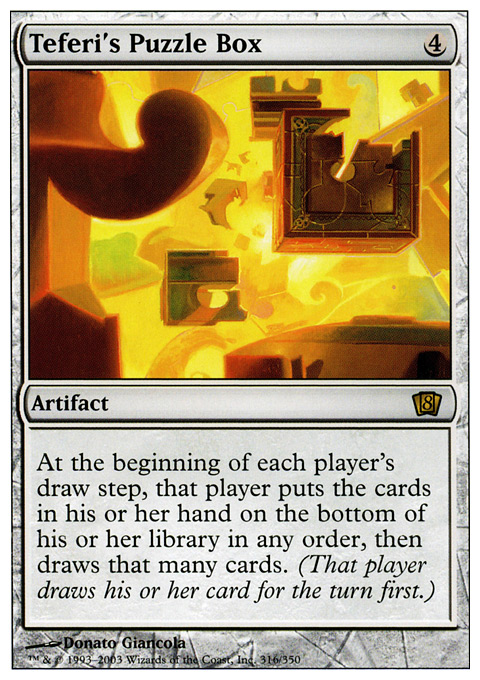 Teferi's Puzzle Box 4
Artifact 8
At the beginning of each player's
draw step, that player puts the cards
in his or her hand on the bottom of
his or her library in any order, then
draws that many cards. (That player
draws his or her card for the turn first.)
Donato Giancola
™ & © 1993–2003 Wizards of the Coast, Inc. 316/350